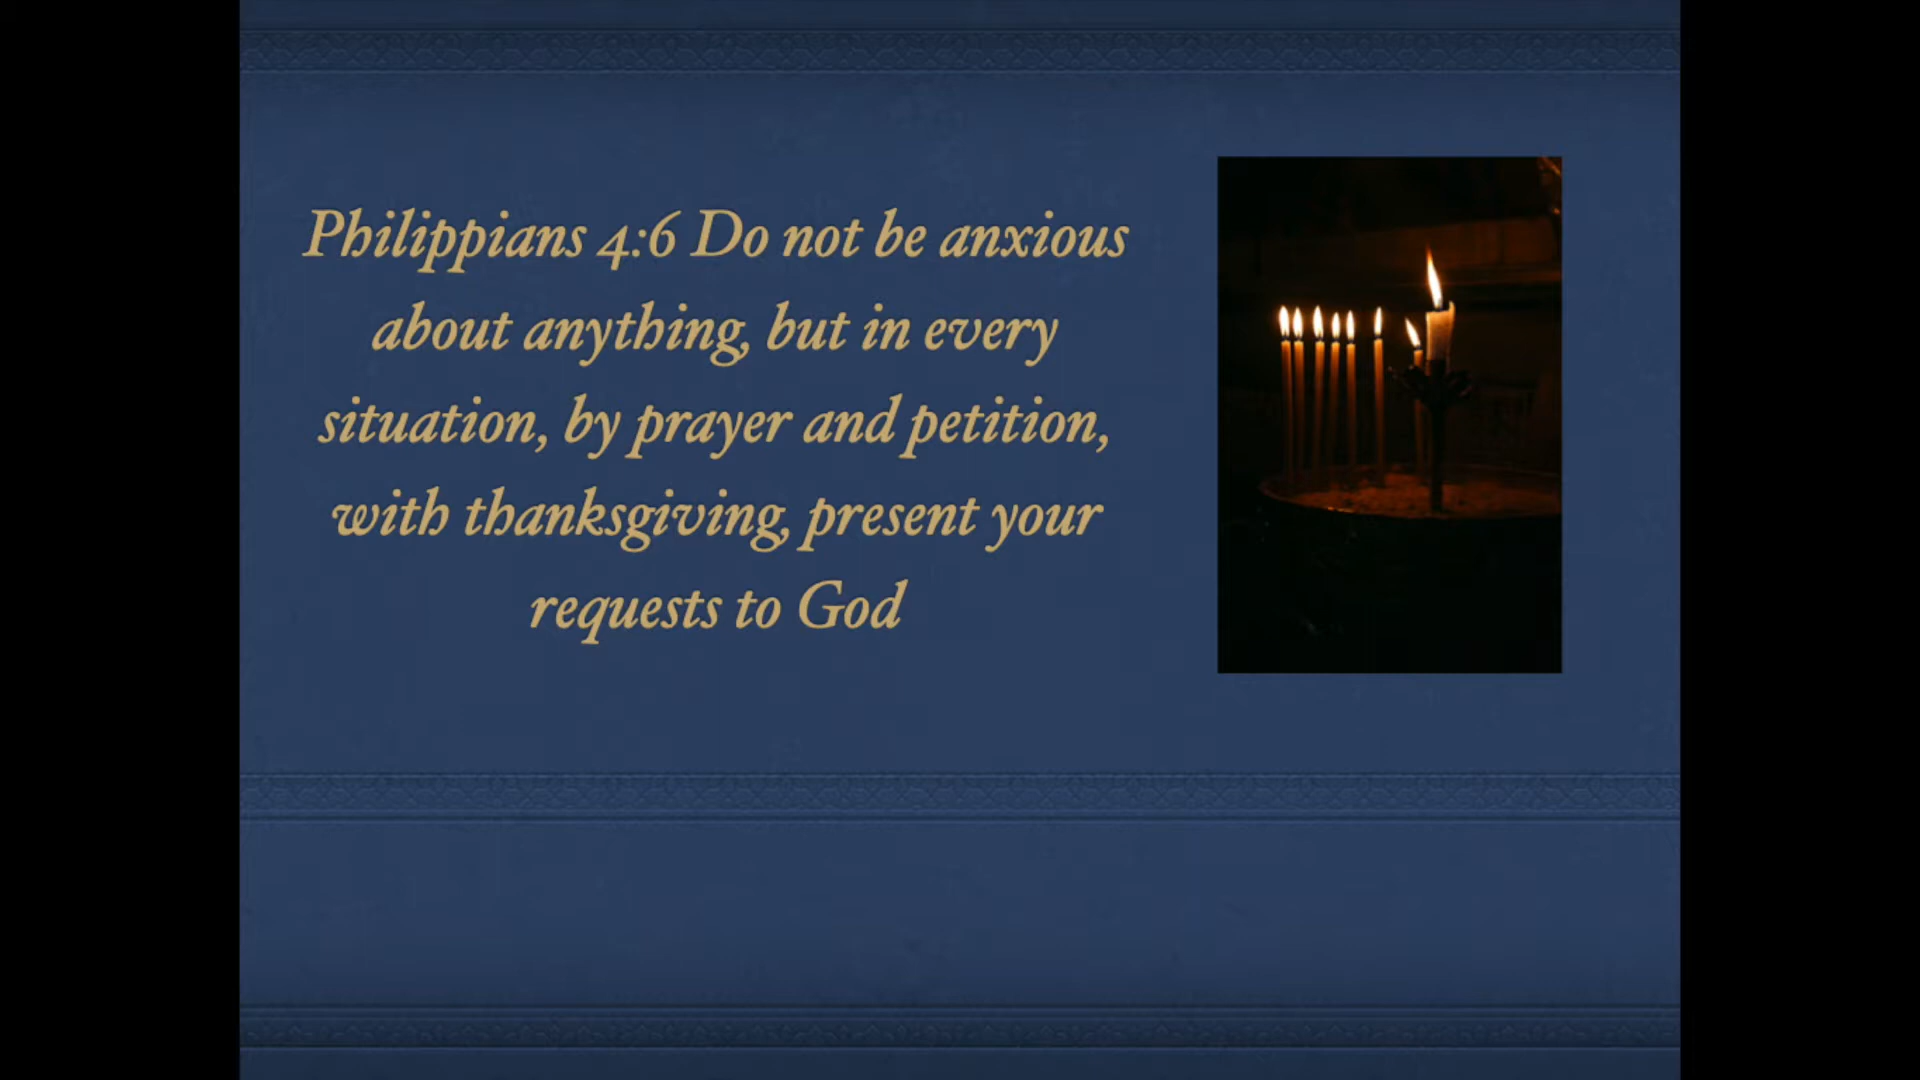 Philippians 4:6 Do not be anxious
about anything, but in every
situation, by prayer and petition,
with thanksgiving, present your
requests to God